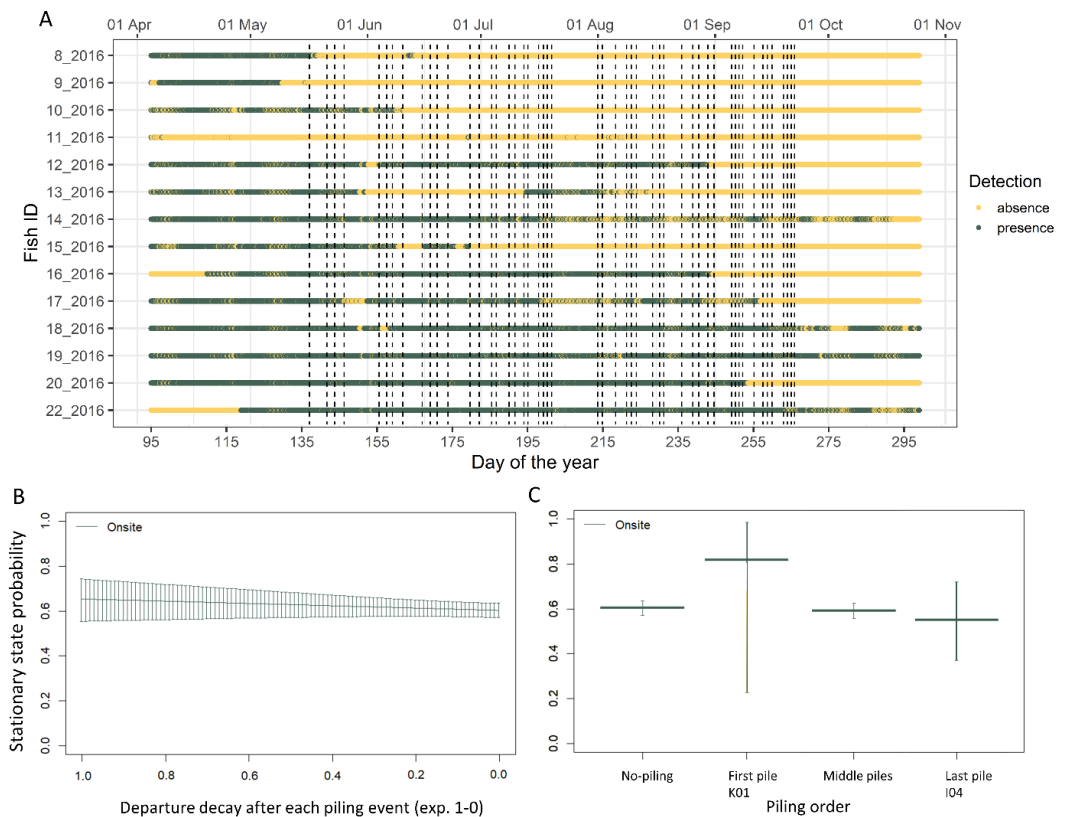 A
01 Apr 01 May 01 Jun 01 Jul 01 Aug 01 Sep 01 Oct 01 Nov
Fish ID
8_2016
9_2016
10_2016
11_2016
12_2016
13_2016
14_2016
15_2016
16_2016
17_2016
18_2016
19_2016
20_2016
22_2016
95 115 135 155 175 195 215 235 255 275 295
Day of the year
Detection
absence
presence
B
Onsite
Stationary state probability
1.0
0.8
0.6
0.4
0.2
0.0
1.0 0.8 0.6 0.4 0.2 0.0
Departure decay after each piling event (exp. 1-0)
C
Onsite
1.0
0.8
0.6
0.4
0.2
0.0
No-piling First pile Middle piles Last pile
K01 I04
Piling order